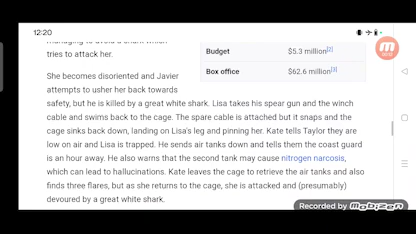 12:20
managing to avoid a shark which
tries to attack her.
Budget $5.3 million[2]
Box office $62.6 million[3]
She becomes disoriented and Javier
attempts to usher her back towards
safety, but he is killed by a great white shark. Lisa takes his spear gun and the winch
cable and swims back to the cage. The spare cable is attached but it snaps and the
cage sinks back down, landing on Lisa's leg and pinning her. Kate tells Taylor they are
low on air and Lisa is trapped. He sends air tanks down and tells them the coast guard
is an hour away. He also warns that the second tank may cause nitrogen narcosis,
which can lead to hallucinations. Kate leaves the cage to retrieve the air tanks and also
finds three flares, but as she returns to the cage, she is attacked and (presumably)
devoured by a great white shark.
Recorded by Mobizen